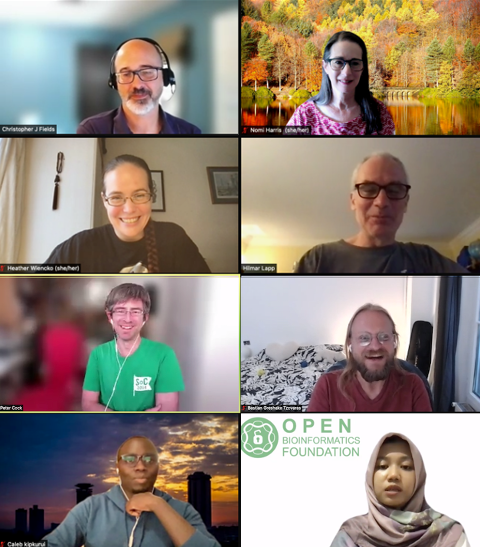 Christopher J Fields
Nomi Harris (she/her)
Heather Wiencko (she/her)
Hilmar Lapp
Peter Cock
Bastian Greshake Tzovaras
OPEN
BIOINFORMATICS
FOUNDATION
Caleb kipkurui